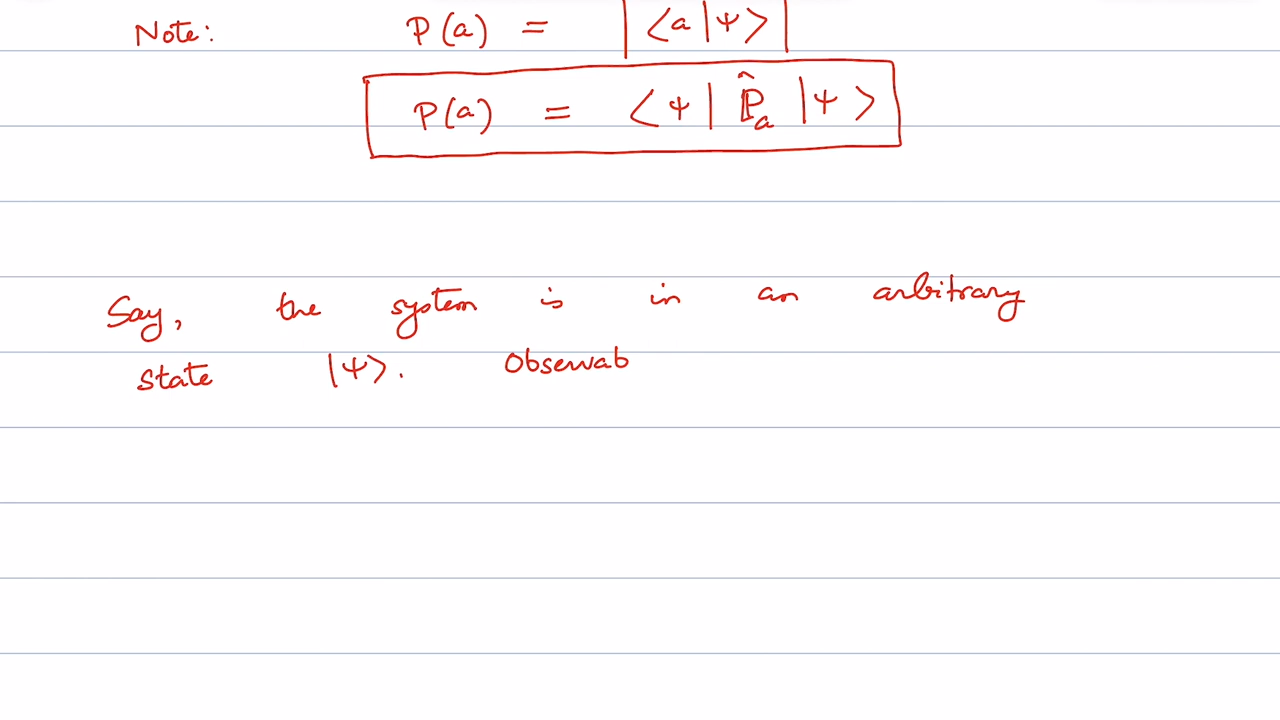 Note: P(a) = |⟨a|ψ⟩|
P(a) = ⟨ψ| P̂ₐ |ψ⟩
Say, the system is in an arbitrary
state |ψ⟩. Observab